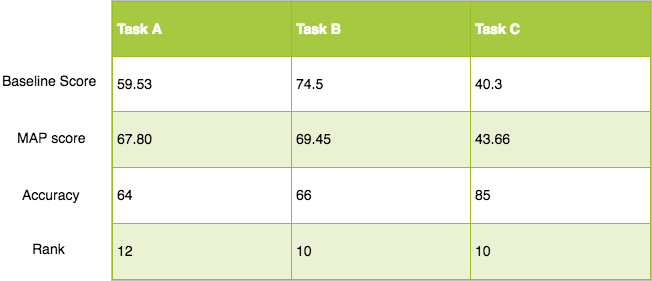 Task A Task B Task C
Baseline Score 59.53 74.5 40.3
MAP score 67.80 69.45 43.66
Accuracy 64 66 85
Rank 12 10 10